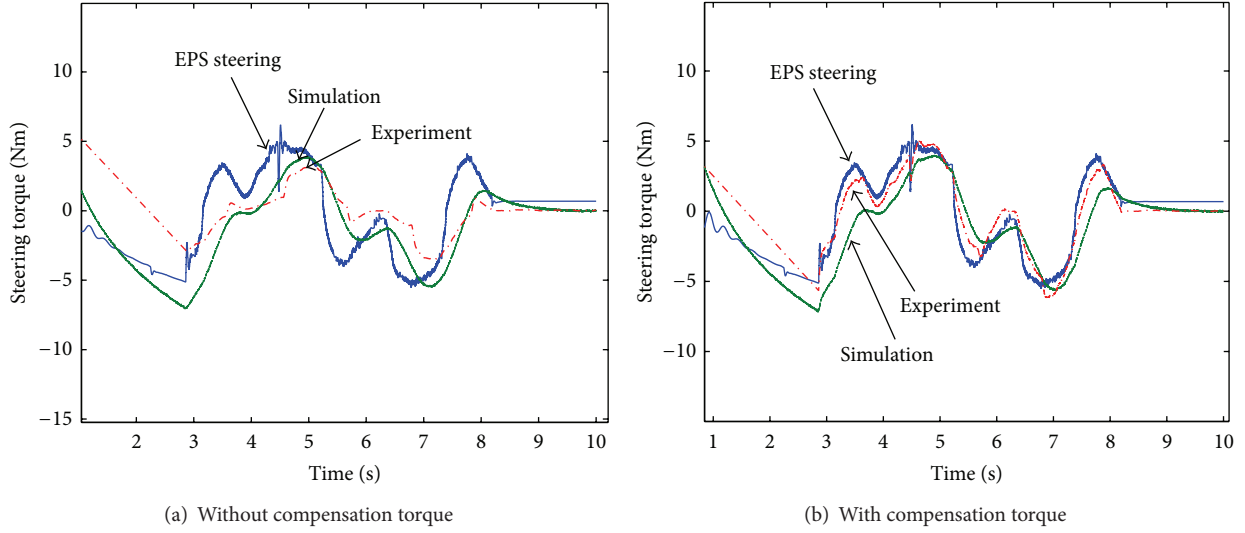 Steering torque (Nm)
10
5
0
−5
−10
−15
EPS steering
Simulation
Experiment
2 3 4 5 6 7 8 9 10
Time (s)
(a) Without compensation torque
Steering torque (Nm)
10
5
0
−5
−10
EPS steering
Experiment
Simulation
1 2 3 4 5 6 7 8 9 10
Time (s)
(b) With compensation torque